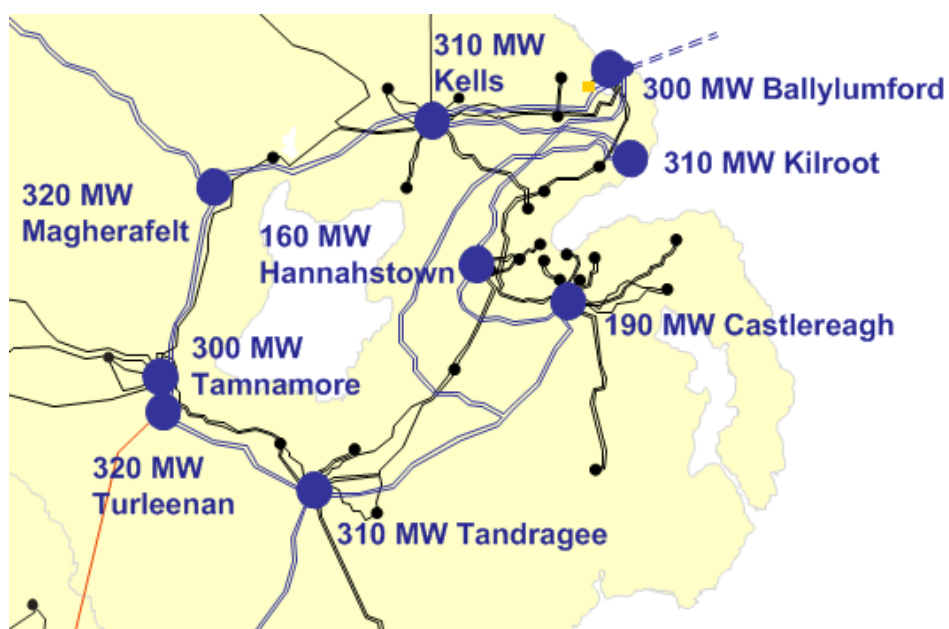 310 MW
Kells
300 MW Ballylumford
310 MW Kilroot
320 MW
Magherafelt
160 MW
Hannahstown
190 MW Castlereagh
300 MW
Tamnamore
320 MW
Turleenan
310 MW Tandragee